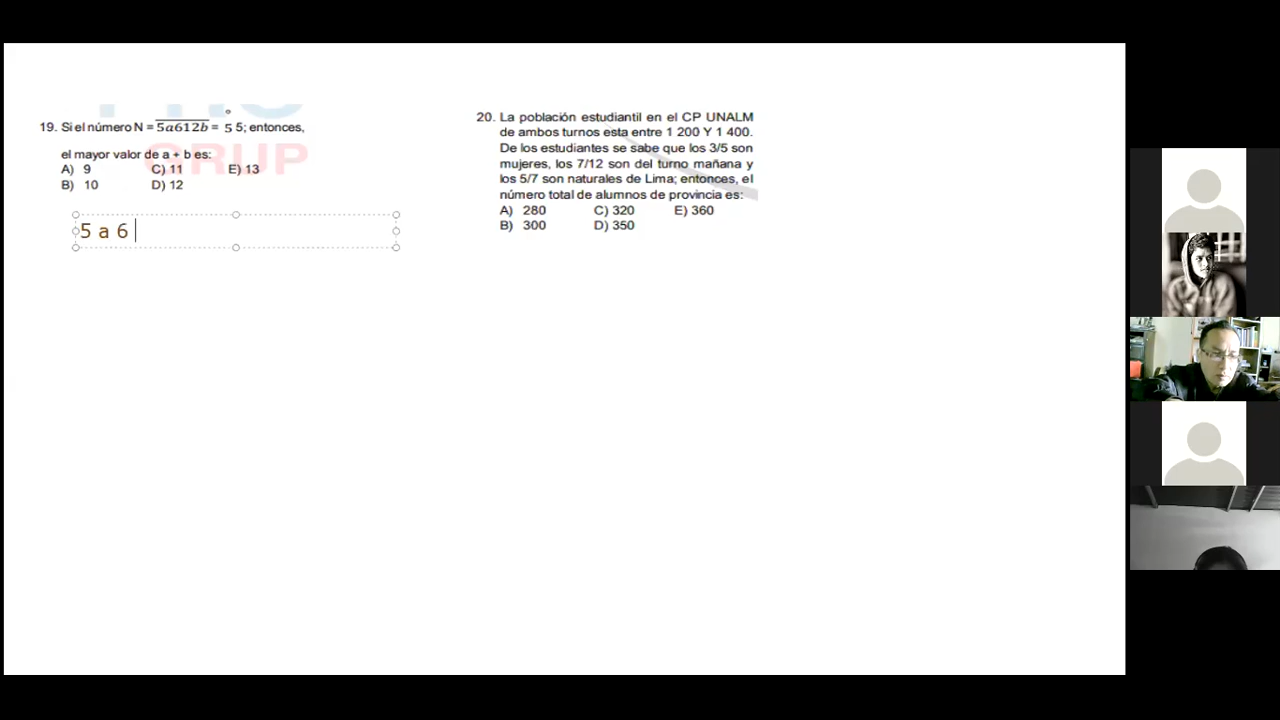 19. Si el número N = 5a612b = 5 5; entonces,
el mayor valor de a + b es:
A) 9 C) 11 E) 13
B) 10 D) 12
GRUP
5 a 6
20. La población estudiantil en el CP UNALM
de ambos turnos esta entre 1 200 Y 1 400.
De los estudiantes se sabe que los 3/5 son
mujeres, los 7/12 son del turno mañana y
los 5/7 son naturales de Lima; entonces, el
número total de alumnos de provincia es:
A) 280 C) 320 E) 360
B) 300 D) 350